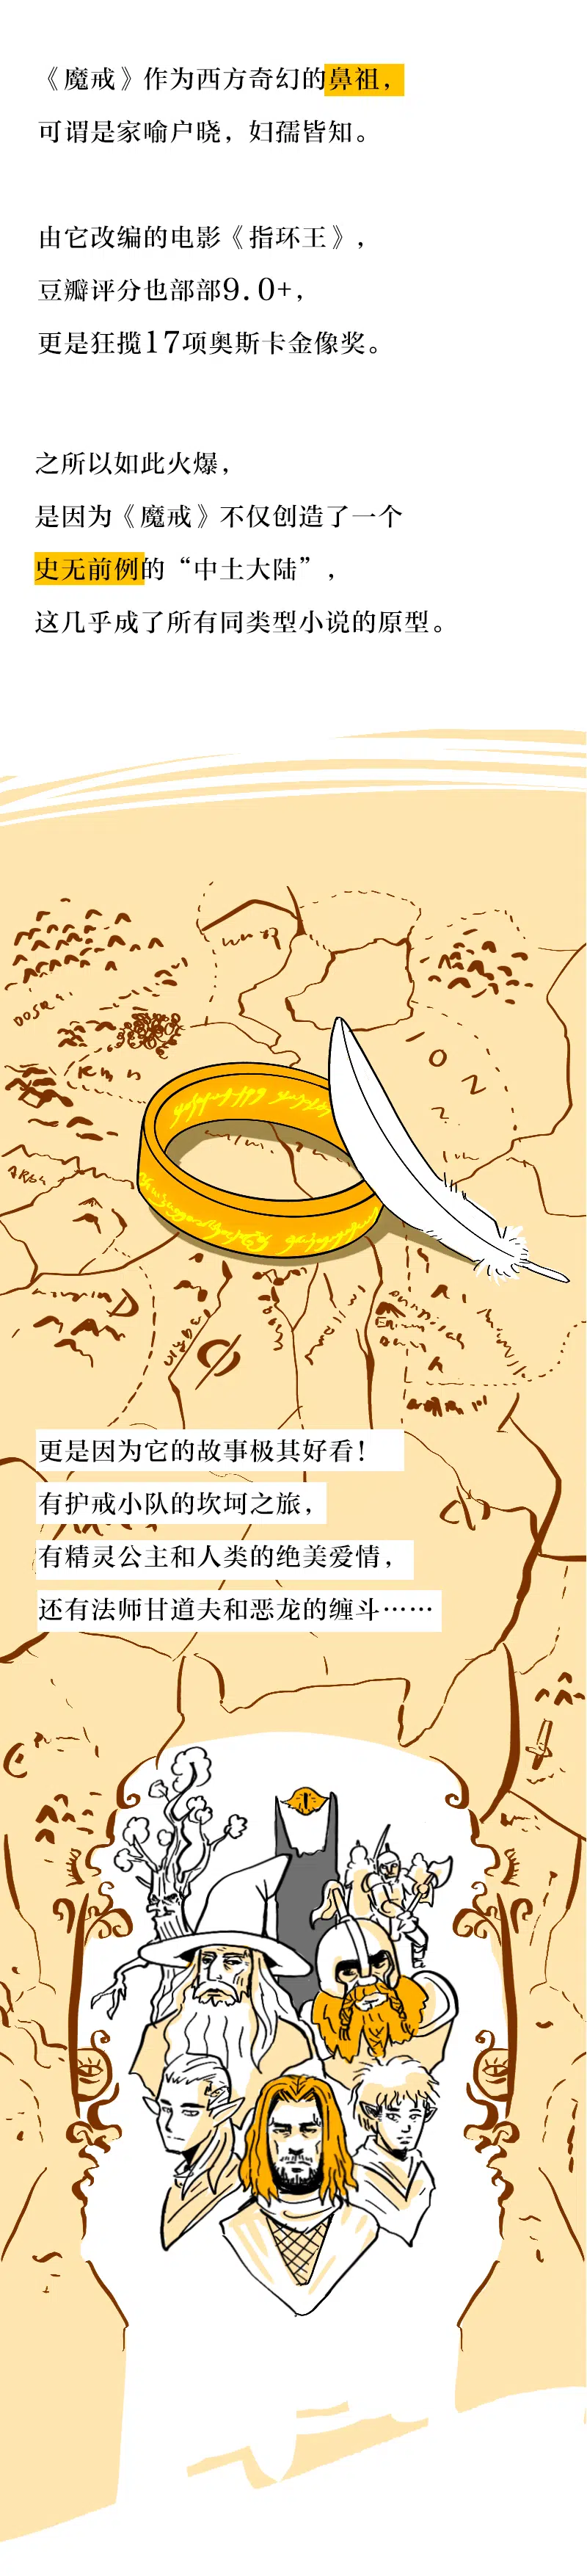 《魔戒》作为西方奇幻的鼻祖，
可谓是家喻户晓，妇孺皆知。
由它改编的电影《指环王》，
豆瓣评分也部部9.0+，
更是狂揽17项奥斯卡金像奖。
之所以如此火爆，
是因为《魔戒》不仅创造了一个
史无前例的“中土大陆”，
这几乎成了所有同类型小说的原型。
更是因为它的故事极其好看！
有护戒小队的坎坷之旅，
有精灵公主和人类的绝美爱情，
还有法师甘道夫和恶龙的缠斗……